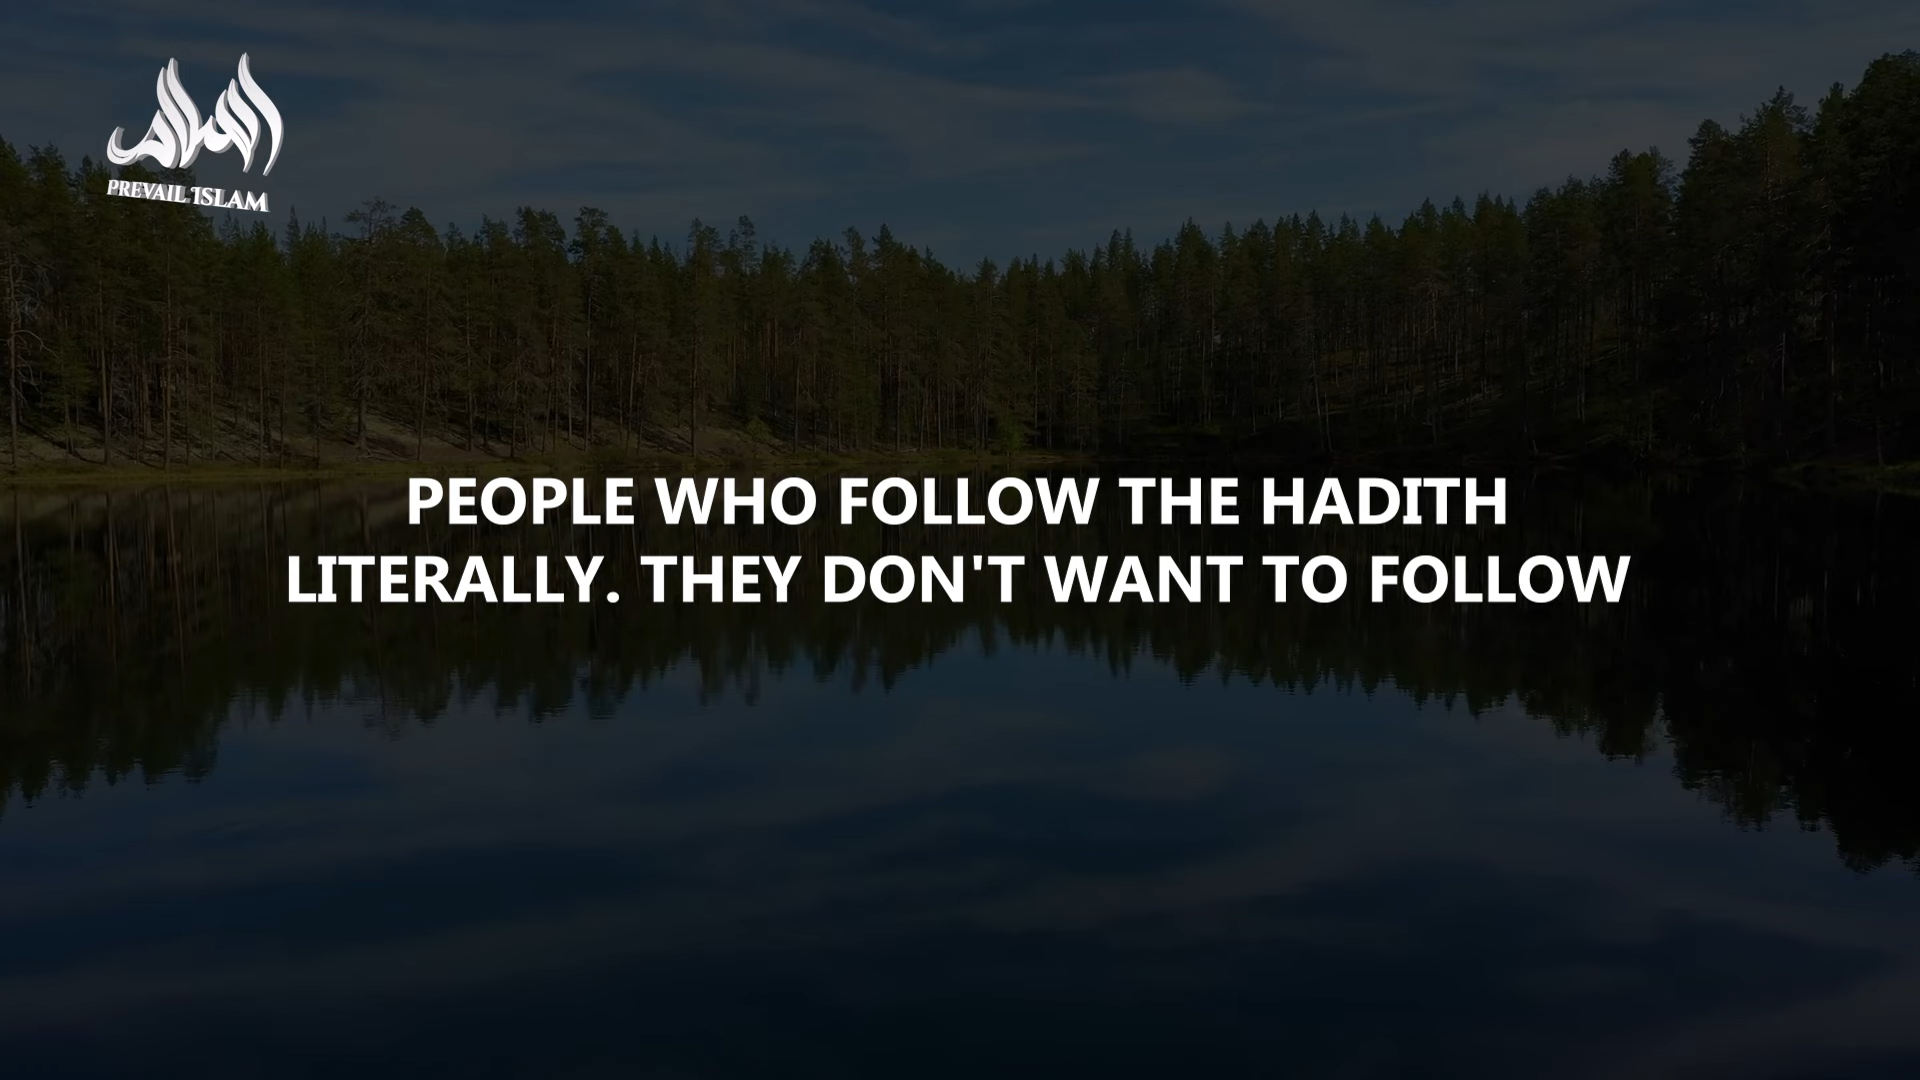 PREVAIL ISLAM
PEOPLE WHO FOLLOW THE HADITH
LITERALLY. THEY DON'T WANT TO FOLLOW